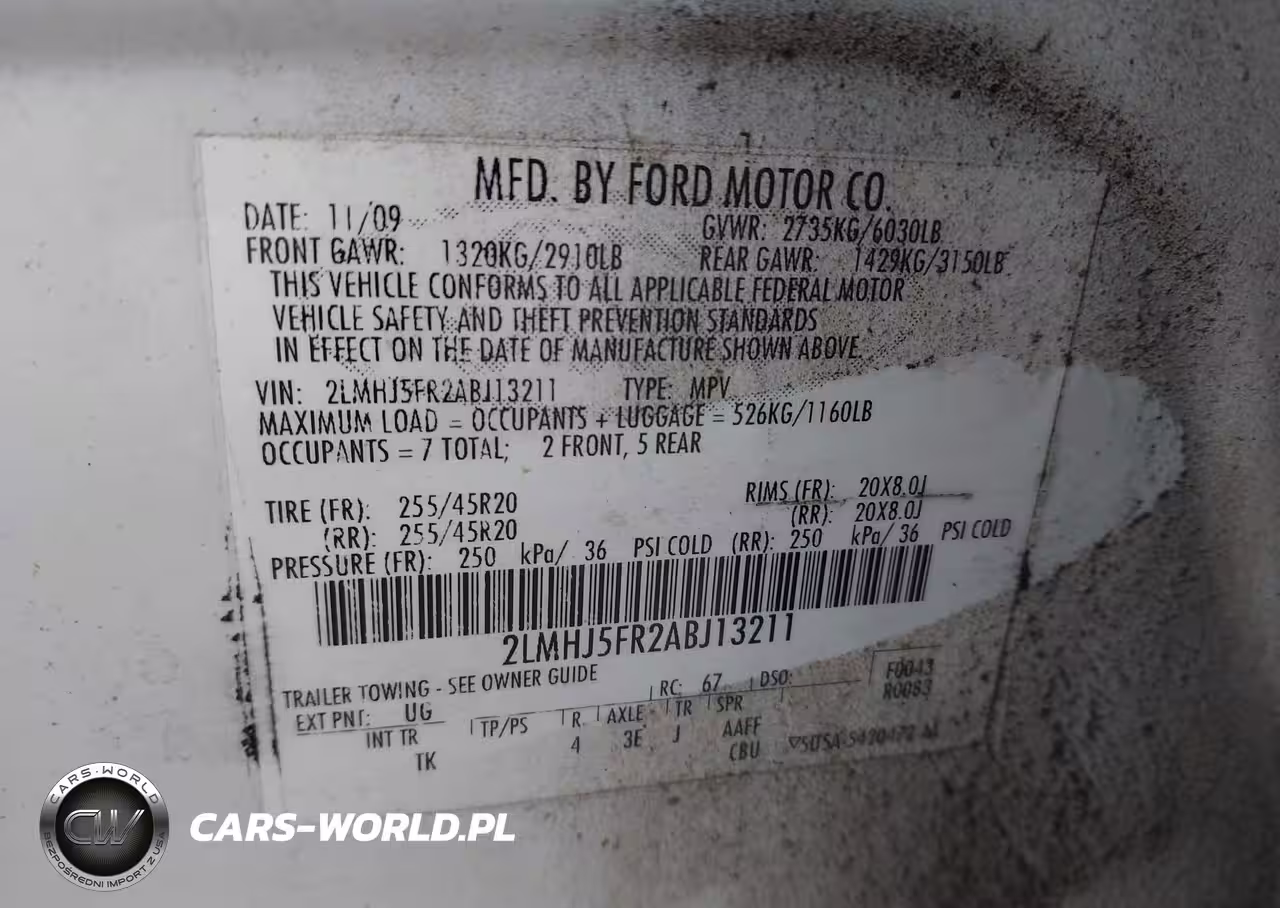 MFD. BY FORD MOTOR CO.
DATE: 11/09 GVWR: 2735KG/6030LB
FRONT GAWR: 1320KG/2910LB REAR GAWR: 1429KG/3150LB
THIS VEHICLE CONFORMS TO ALL APPLICABLE FEDERAL MOTOR
VEHICLE SAFETY AND THEFT PREVENTION STANDARDS
IN EFFECT ON THE DATE OF MANUFACTURE SHOWN ABOVE.
VIN: 2LMHJ5FR2ABJ13211 TYPE: MPV
MAXIMUM LOAD = OCCUPANTS + LUGGAGE = 526KG/1160LB
OCCUPANTS = 7 TOTAL; 2 FRONT, 5 REAR
TIRE (FR): 255/45R20 RIMS (FR): 20X8.0J
(RR): 255/45R20 (RR): 20X8.0J
PRESSURE (FR): 250 kPa/ 36 PSI COLD (RR): 250 kPa/ 36 PSI COLD
2LMHJ5FR2ABJ13211
TRAILER TOWING - SEE OWNER GUIDE
EXT PNT: UG RC: 67 DSO: F0043
R0083
INT TR TP/PS R AXLE TR SPR
TK 4 3E J AAFF
CBU
CARS-WORLD
CW
BEZPOŚREDNI IMPORT Z USA
CARS-WORLD.PL